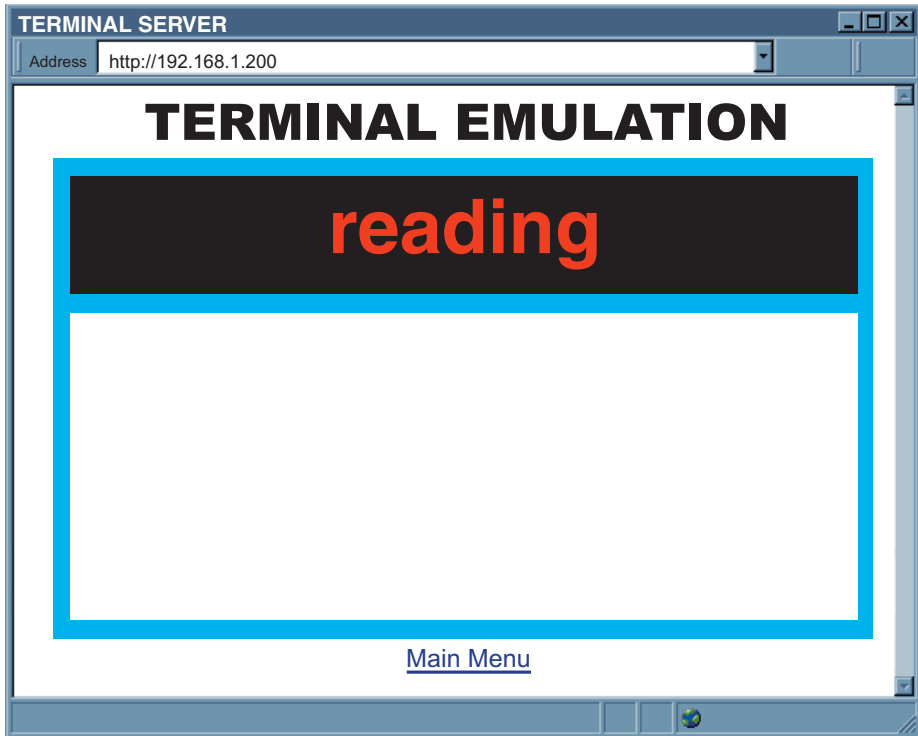 TERMINAL SERVER
Address http://192.168.1.200
TERMINAL EMULATION
reading
Main Menu